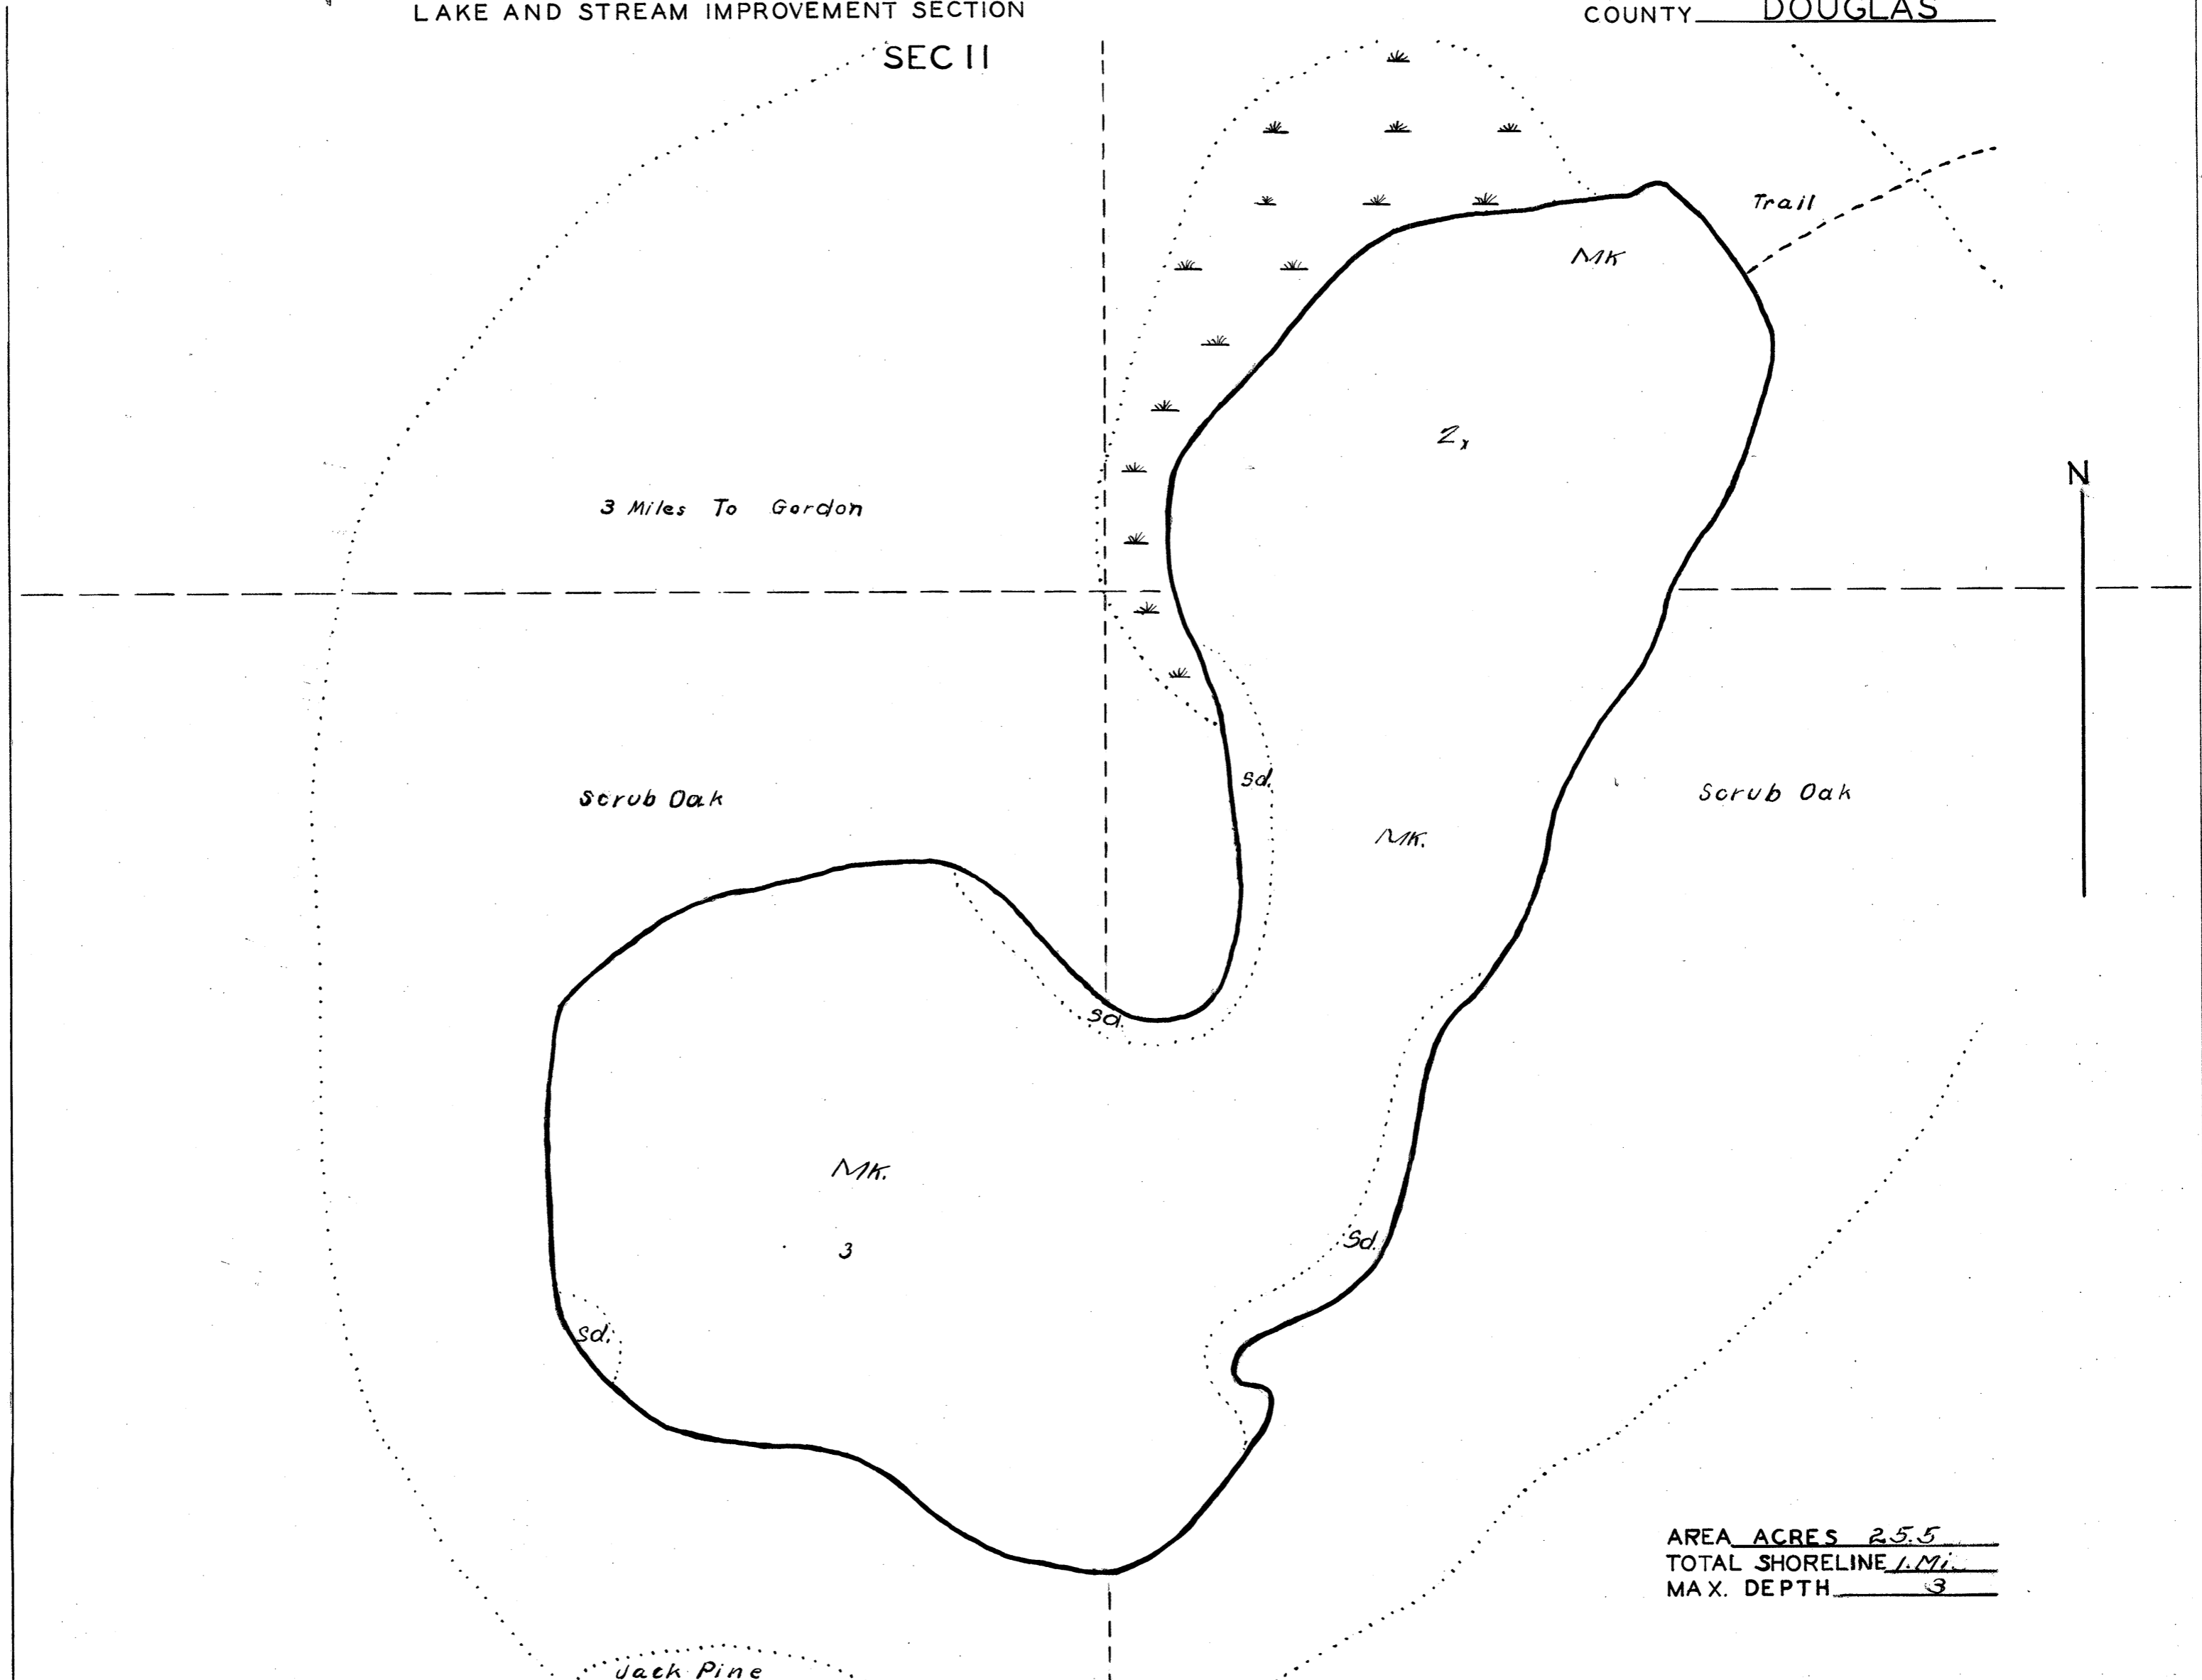 LAKE AND STREAM IMPROVEMENT SECTION
COUNTY DOUGLAS
SEC 11
Trail
MK
2x
N
3 Miles To Gordon
Sd.
Scrub Oak
Scrub Oak
MK.
Sd.
MK.
3
Sd.
Sd.
AREA ACRES 25.5
TOTAL SHORELINE 1. Mi.
MAX. DEPTH 3
Jack Pine